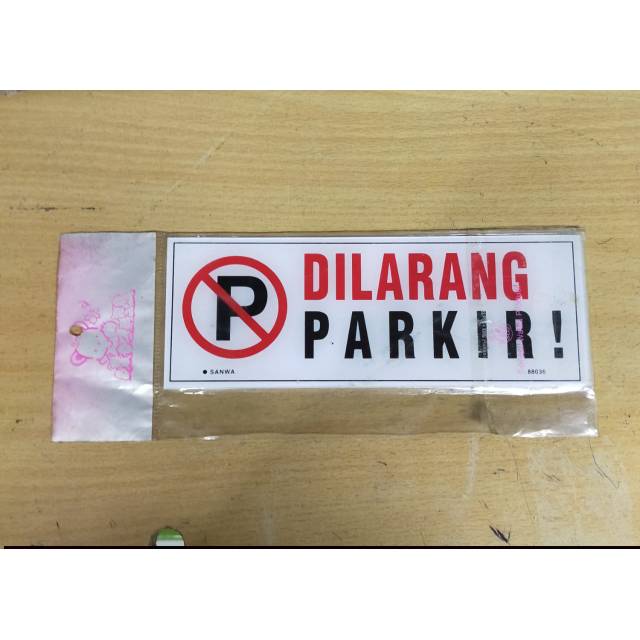 P
DILARANG
PARKIR!
● SANWA 88036